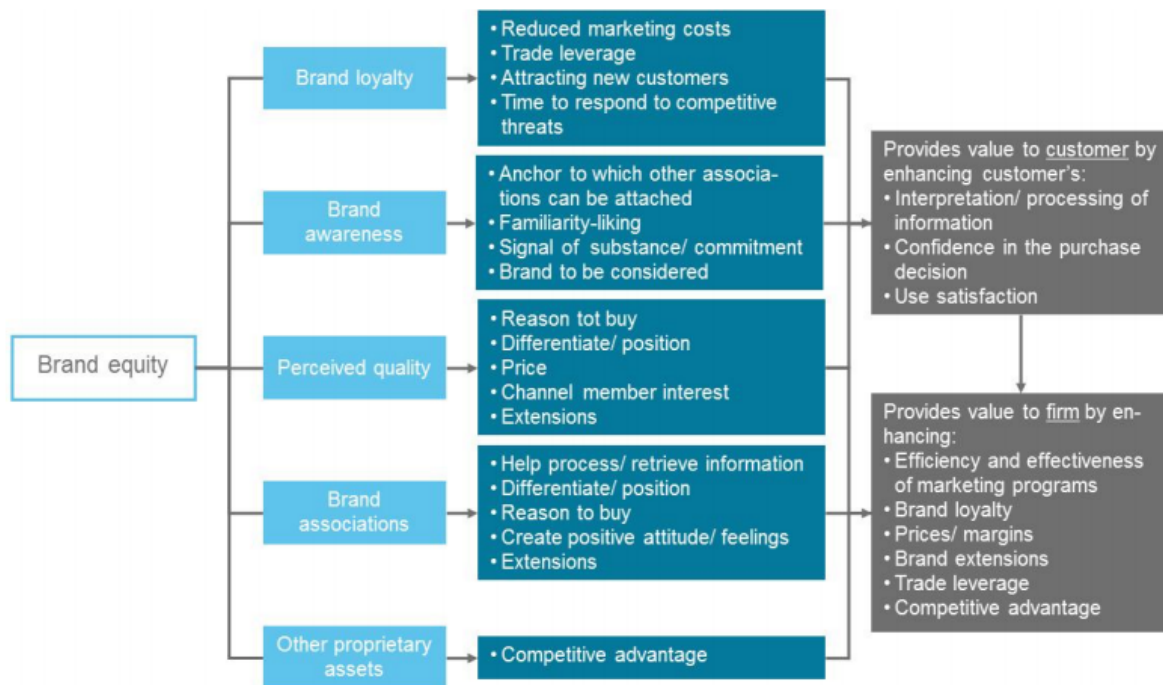 Brand equity
Brand loyalty
• Reduced marketing costs
• Trade leverage
• Attracting new customers
• Time to respond to competitive
threats
Brand
awareness
• Anchor to which other associa-
tions can be attached
• Familiarity-liking
• Signal of substance/ commitment
• Brand to be considered
Perceived quality
• Reason tot buy
• Differentiate/ position
• Price
• Channel member interest
• Extensions
Brand
associations
• Help process/ retrieve information
• Differentiate/ position
• Reason to buy
• Create positive attitude/ feelings
• Extensions
Other proprietary
assets
• Competitive advantage
Provides value to customer by
enhancing customer's:
• Interpretation/ processing of
information
• Confidence in the purchase
decision
• Use satisfaction
Provides value to firm by en-
hancing:
• Efficiency and effectiveness
of marketing programs
• Brand loyalty
• Prices/ margins
• Brand extensions
• Trade leverage
• Competitive advantage